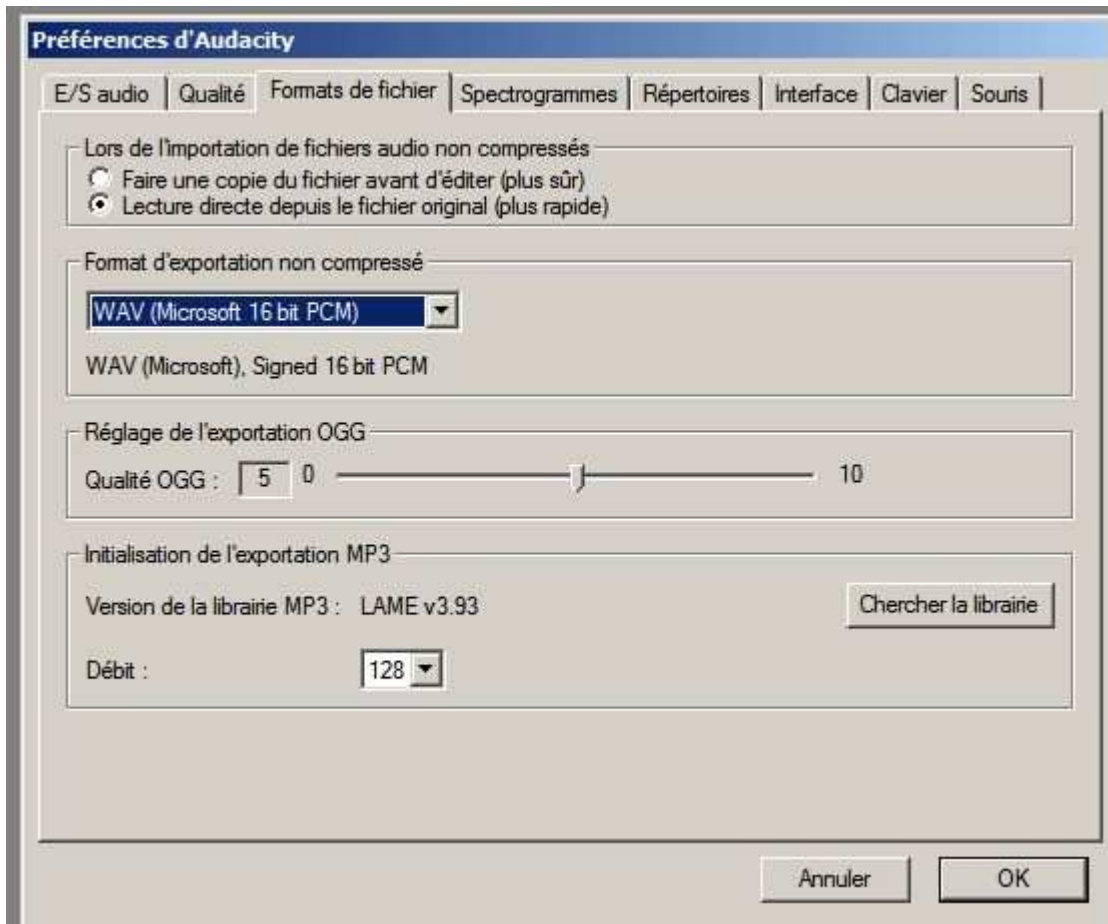 Préférences d'Audacity
E/S audio Qualité Formats de fichier Spectrogrammes Répertoires Interface Clavier Souris
Lors de l'importation de fichiers audio non compressés
Faire une copie du fichier avant d'éditer (plus sûr)
Lecture directe depuis le fichier original (plus rapide)
Format d'exportation non compressé
WAV (Microsoft 16 bit PCM)
WAV (Microsoft), Signed 16 bit PCM
Réglage de l'exportation OGG
Qualité OGG : 5 0 10
Initialisation de l'exportation MP3
Version de la librairie MP3 : LAME v3.93 Chercher la librairie
Débit : 128
Annuler OK